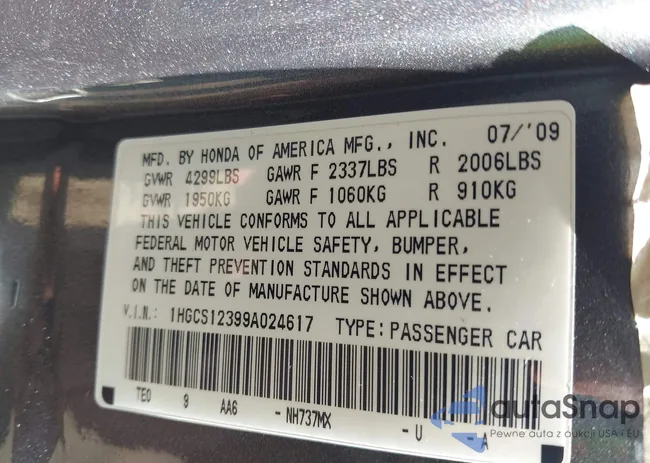 MFD. BY HONDA OF AMERICA MFG., INC. 07/'09
GVWR 4299LBS GAWR F 2337LBS R 2006LBS
GVWR 1950KG GAWR F 1060KG R 910KG
THIS VEHICLE CONFORMS TO ALL APPLICABLE
FEDERAL MOTOR VEHICLE SAFETY, BUMPER,
AND THEFT PREVENTION STANDARDS IN EFFECT
ON THE DATE OF MANUFACTURE SHOWN ABOVE.
V.I.N.: 1HGCS12399A024617 TYPE: PASSENGER CAR
TE0 9 AA6 -NH737MX -U A
autaSnap
Pewne auta z aukcji USA i EU